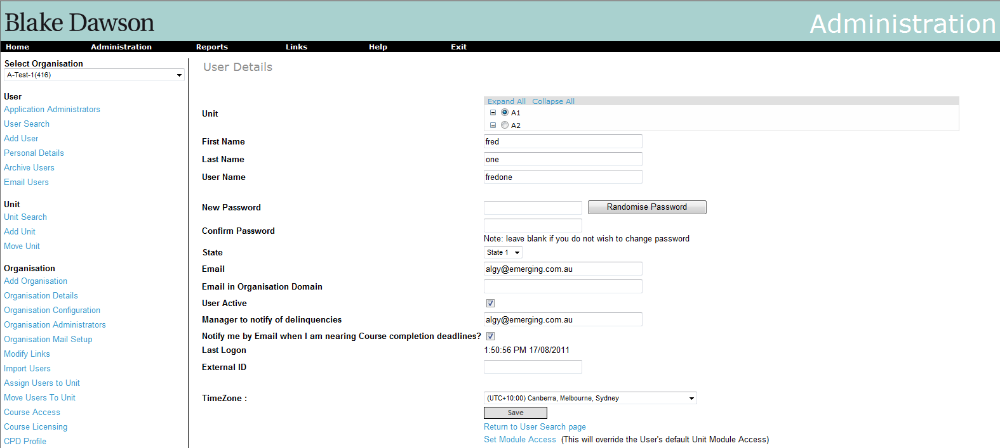 Blake Dawson
Administration
Home Administration Reports Links Help Exit
Select Organisation
A-Test-1(416)
User
Application Administrators
User Search
Add User
Personal Details
Archive Users
Email Users
Unit
Unit Search
Add Unit
Move Unit
Organisation
Add Organisation
Organisation Details
Organisation Configuration
Organisation Administrators
Organisation Mail Setup
Modify Links
Import Users
Assign Users to Unit
Move Users To Unit
Course Access
Course Licensing
CPD Profile
User Details
Expand All Collapse All
Unit
A1
A2
First Name fred
Last Name one
User Name fredone
New Password Randomise Password
Confirm Password
Note: leave blank if you do not wish to change password
State State 1
Email algy@emerging.com.au
Email in Organisation Domain
User Active
Manager to notify of delinquencies algy@emerging.com.au
Notify me by Email when I am nearing Course completion deadlines?
Last Logon 1:50:56 PM 17/08/2011
External ID
TimeZone : (UTC+10:00) Canberra, Melbourne, Sydney
Save
Return to User Search page
Set Module Access (This will override the User's default Unit Module Access)